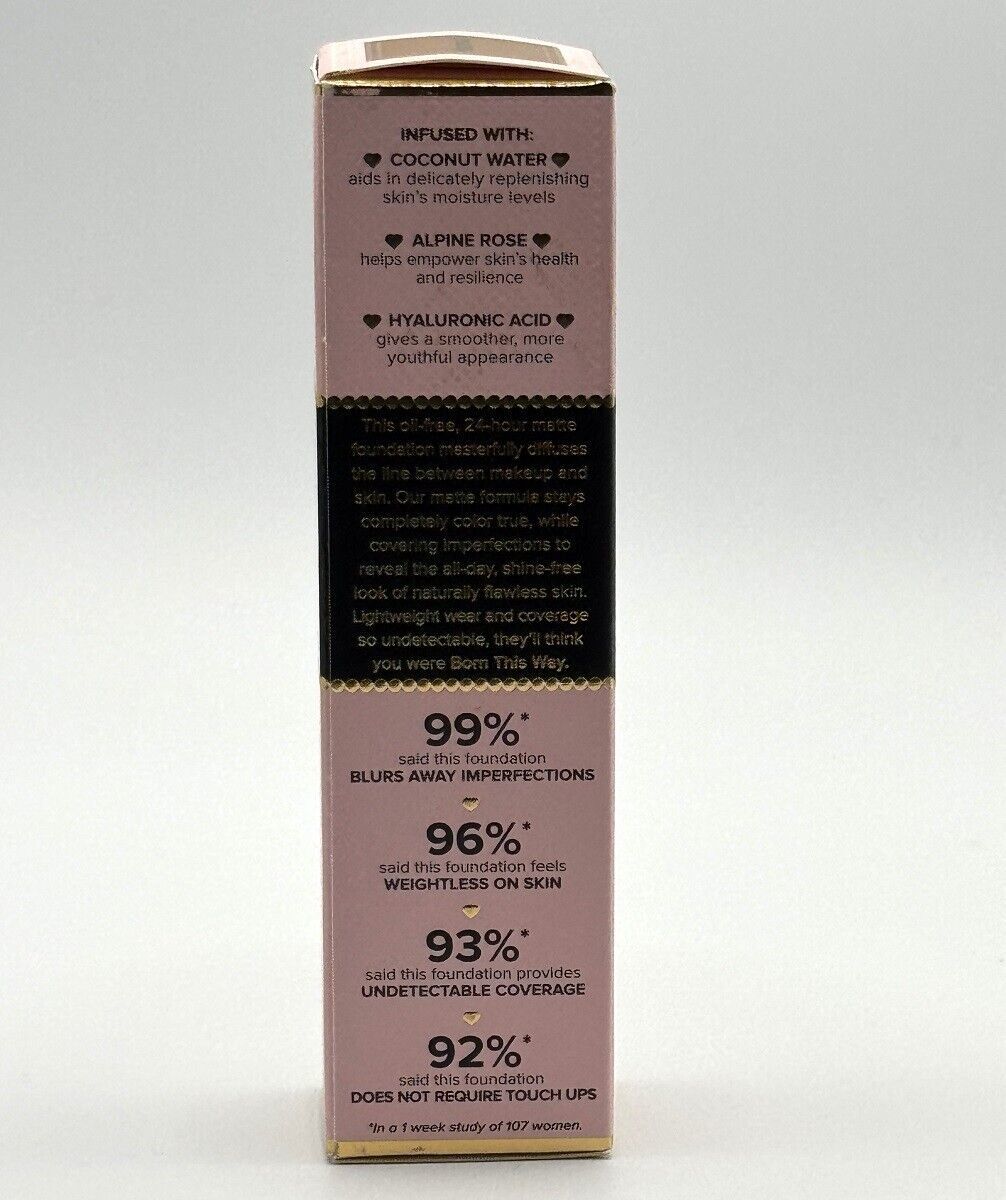 INFUSED WITH:
COCONUT WATER
aids in delicately replenishing
skin's moisture levels
ALPINE ROSE
helps empower skin's health
and resilience
HYALURONIC ACID
gives a smoother, more
youthful appearance
This oil-free, 24-hour matte
foundation masterfully diffuses
the line between makeup and
skin. Our matte formula stays
completely color true, while
covering imperfections to
reveal the all-day, shine-free
look of naturally flawless skin.
Lightweight wear and coverage
so undetectable, they'll think
you were Born This Way.
99%*
said this foundation
BLURS AWAY IMPERFECTIONS
96%*
said this foundation feels
WEIGHTLESS ON SKIN
93%*
said this foundation provides
UNDETECTABLE COVERAGE
92%*
said this foundation
DOES NOT REQUIRE TOUCH UPS
*In a 1 week study of 107 women.